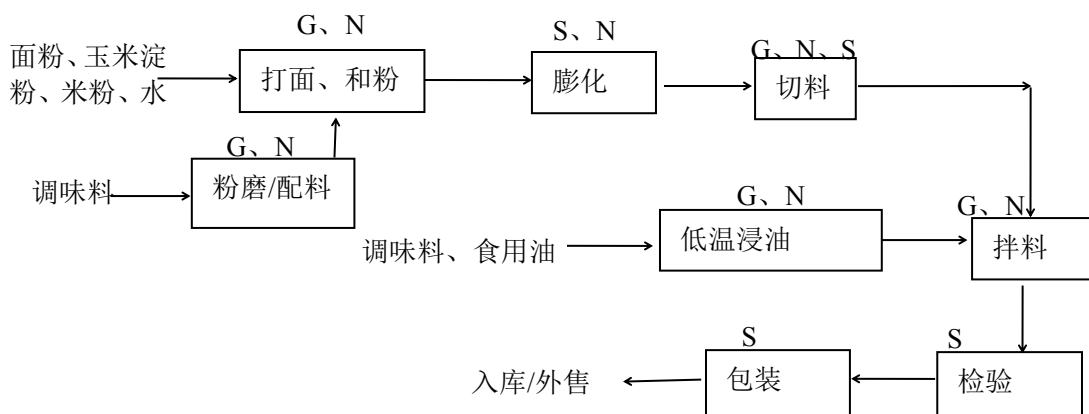 G、N
S、N
G、N、S
面粉、玉米淀
粉、米粉、水
打面、和粉
膨化
切料
G、N
调味料
粉磨/配料
G、N
G、N
调味料、食用油
低温浸油
拌料
S
S
入库/外售
包装
检验